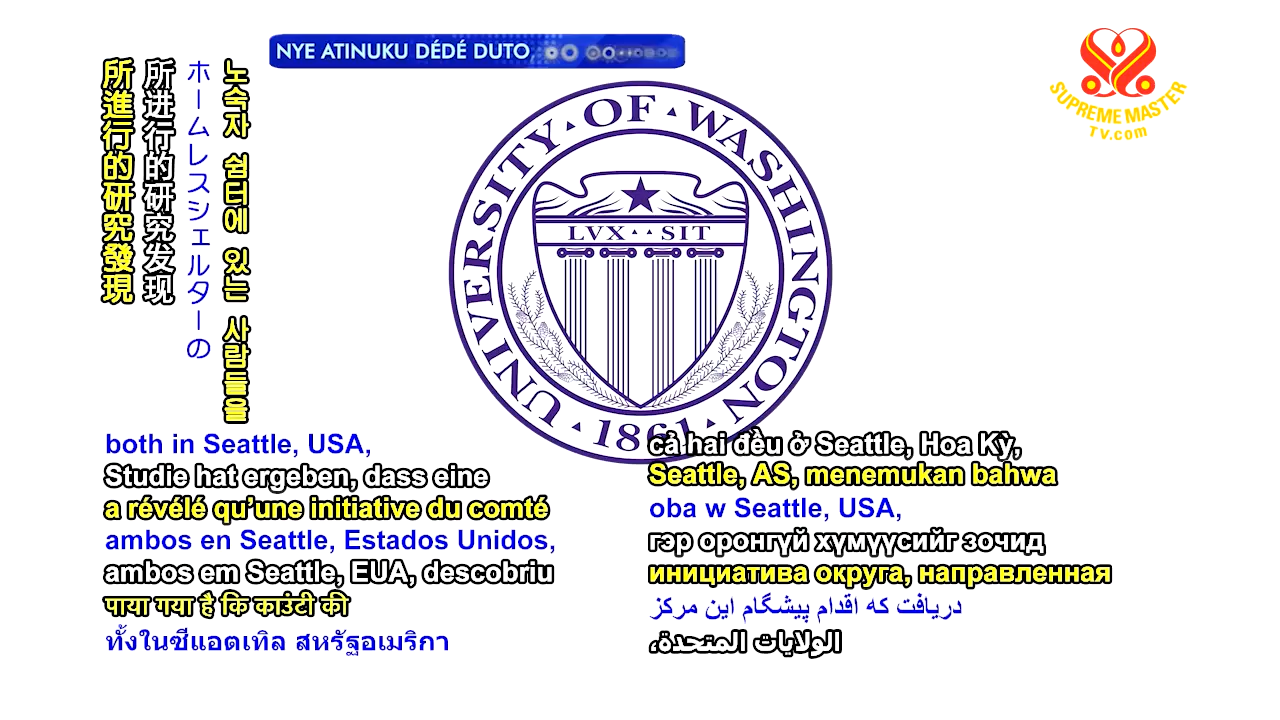 NYE ATINUKU DÉDÉ DUTO,
SUPREME MASTER
TV.com
所進行的研究發現
所进行的研究发现
ホームレスシェルターの
노숙자 쉼터에 있는 사람들을
UNIVERSITY OF WASHINGTON
LVX SIT
1861
both in Seattle, USA,
Studie hat ergeben, dass eine
a révélé qu’une initiative du comté
ambos en Seattle, Estados Unidos,
ambos em Seattle, EUA, descobriu
पाया गया है कि काउंटी की
ทั้งในซีแอตเทิล สหรัฐอเมริกา
cả hai đều ở Seattle, Hoa Kỳ,
Seattle, AS, menemukan bahwa
oba w Seattle, USA,
гэр оронгүй хүмүүсийг зочид
инициатива округа, направленная
دریافت که اقدام پیشگام این مرکز
الولايات المتحدة،